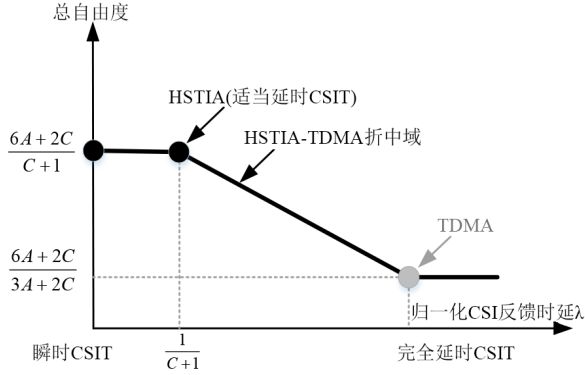 总自由度
HSTIA(适当延时CSIT)
HSTIA-TDMA折中域
6A+2C
C+1
TDMA
6A+2C
3A+2C
归一化CSI反馈时延λ
瞬时CSIT
1
C+1
完全延时CSIT